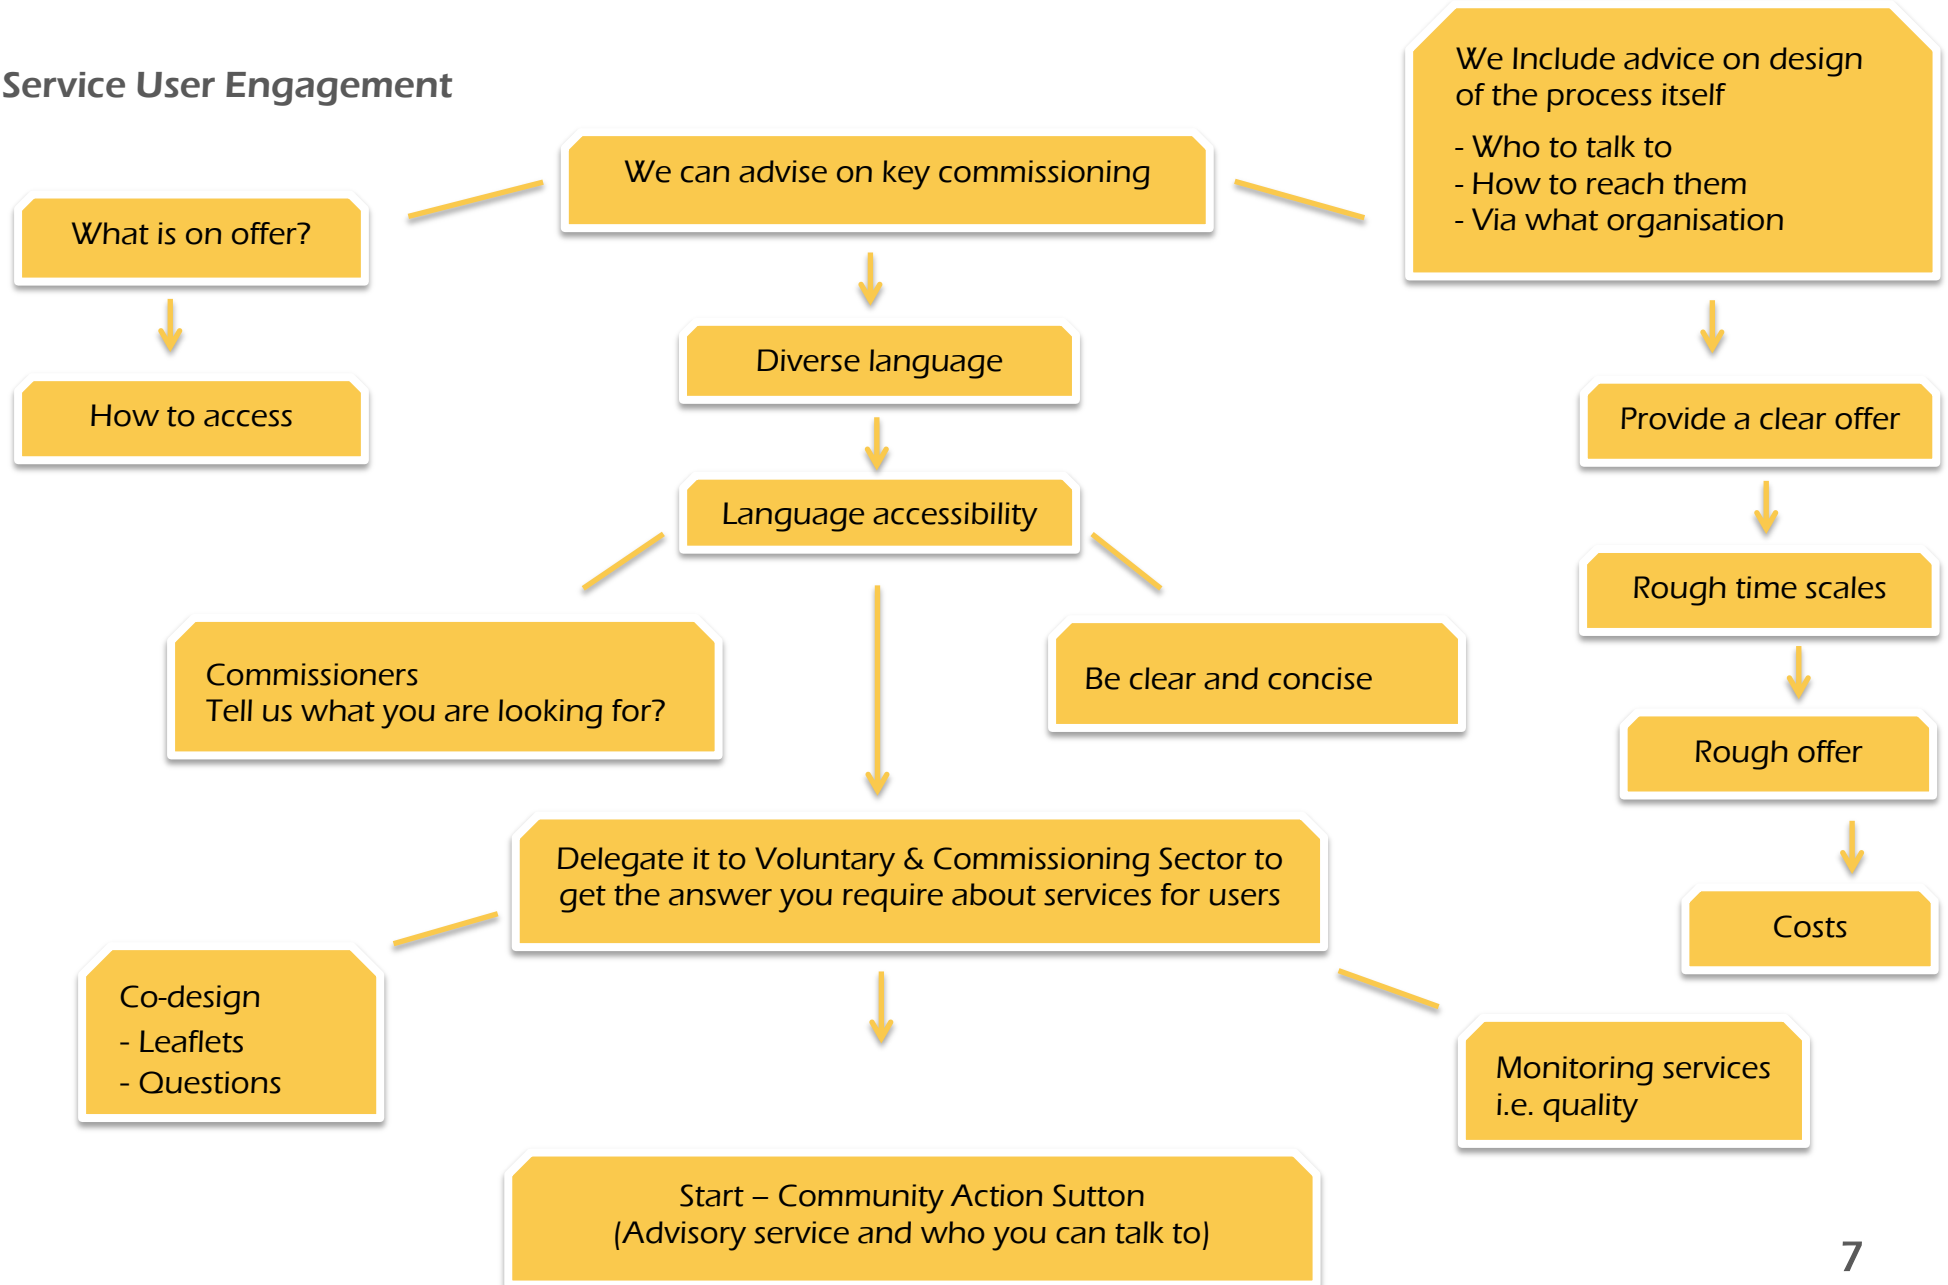 Service User Engagement
We can advise on key commissioning
What is on offer?
How to access
Diverse language
Language accessibility
Commissioners
Tell us what you are looking for?
Be clear and concise
Delegate it to Voluntary & Commissioning Sector to
get the answer you require about services for users
Co-design
- Leaflets
- Questions
Monitoring services
i.e. quality
Start – Community Action Sutton
(Advisory service and who you can talk to)
We Include advice on design
of the process itself
- Who to talk to
- How to reach them
- Via what organisation
Provide a clear offer
Rough time scales
Rough offer
Costs
7